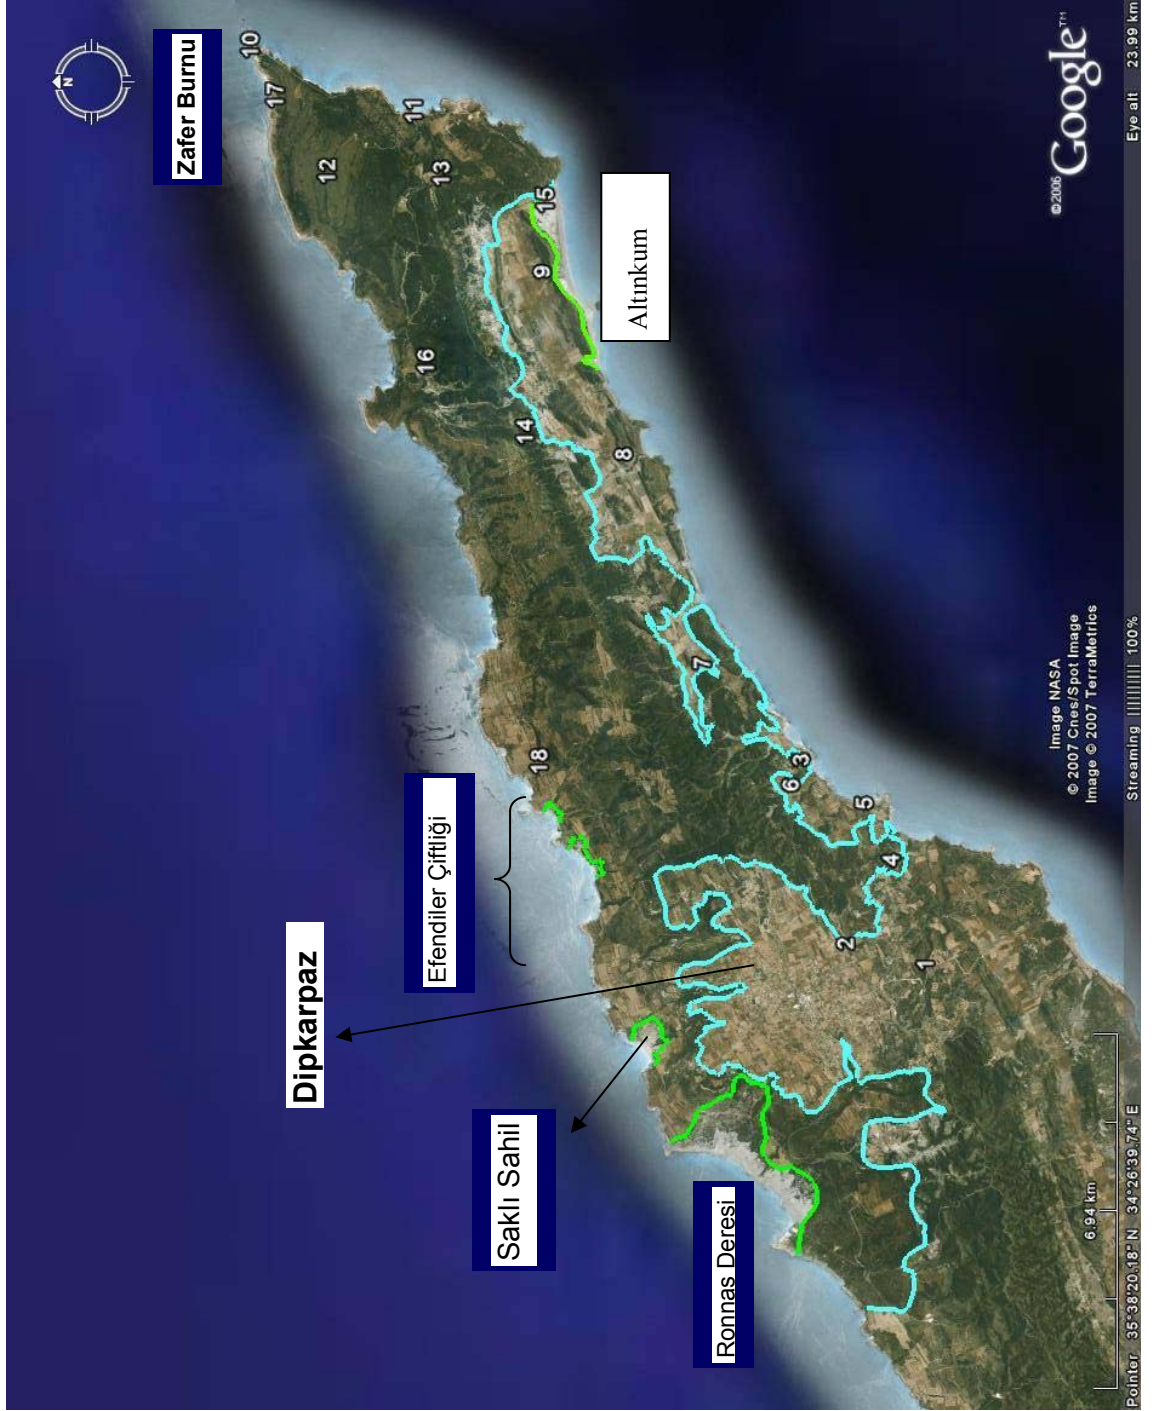 Zafer Burnu
10
17
12
11
13
15
9
Altınkum
16
14
8
7
18
3
6
5
4
2
1
Efendiler Çiftliği
Dipkarpaz
Saklı Sahil
Ronnas Deresi
N
©2006 Google™
Image NASA
© 2007 Cnes/Spot Image
Image © 2007 TerraMetrics
6.94 km
Pointer 35°38'20.18" N 34°26'39.74" E Streaming |||||||||| 100% Eye alt 23.99 km